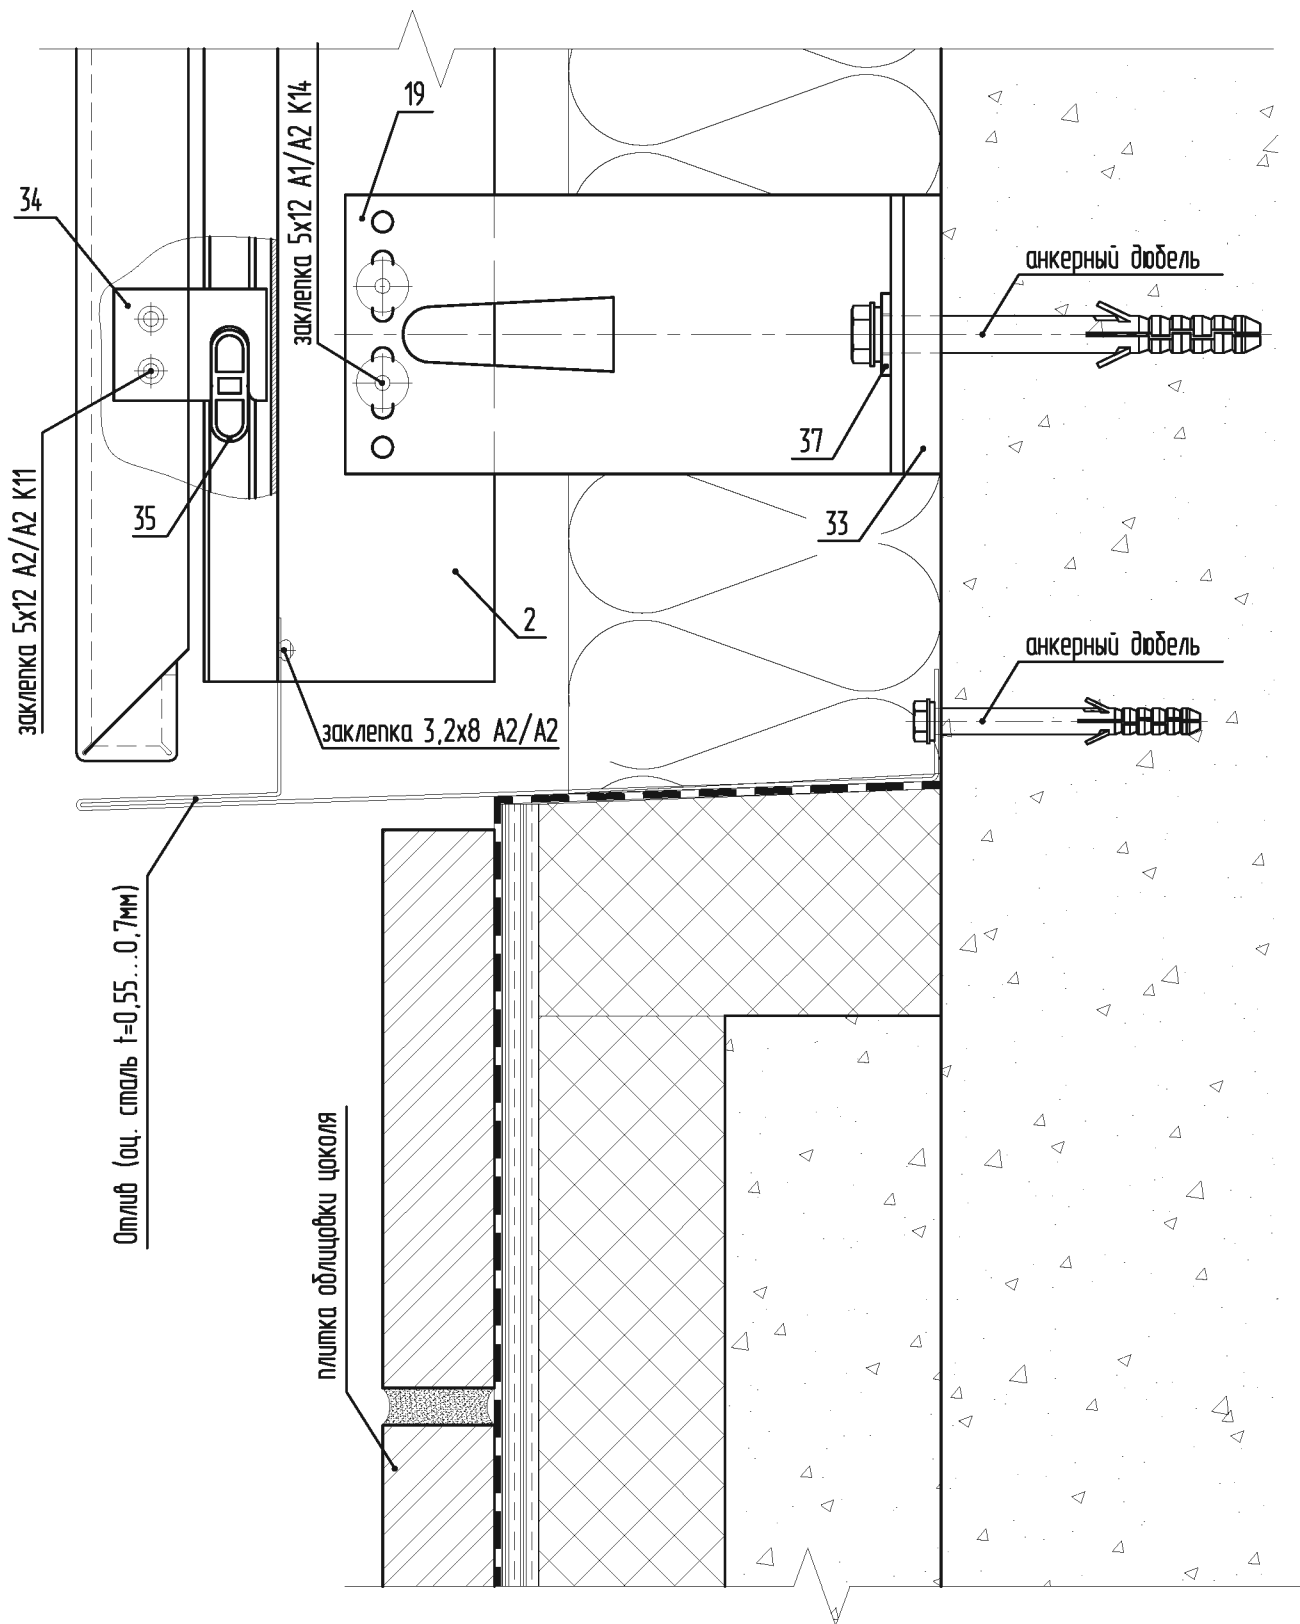 19
заклепка 5х12 А1/А2 К14
34
анкерный дюбель
37
33
35
заклепка 5х12 А2/А2 К11
2
анкерный дюбель
заклепка 3,2х8 А2/А2
Отлив (оц. сталь t=0,55...0,7мм)
плитка облицовки цоколя